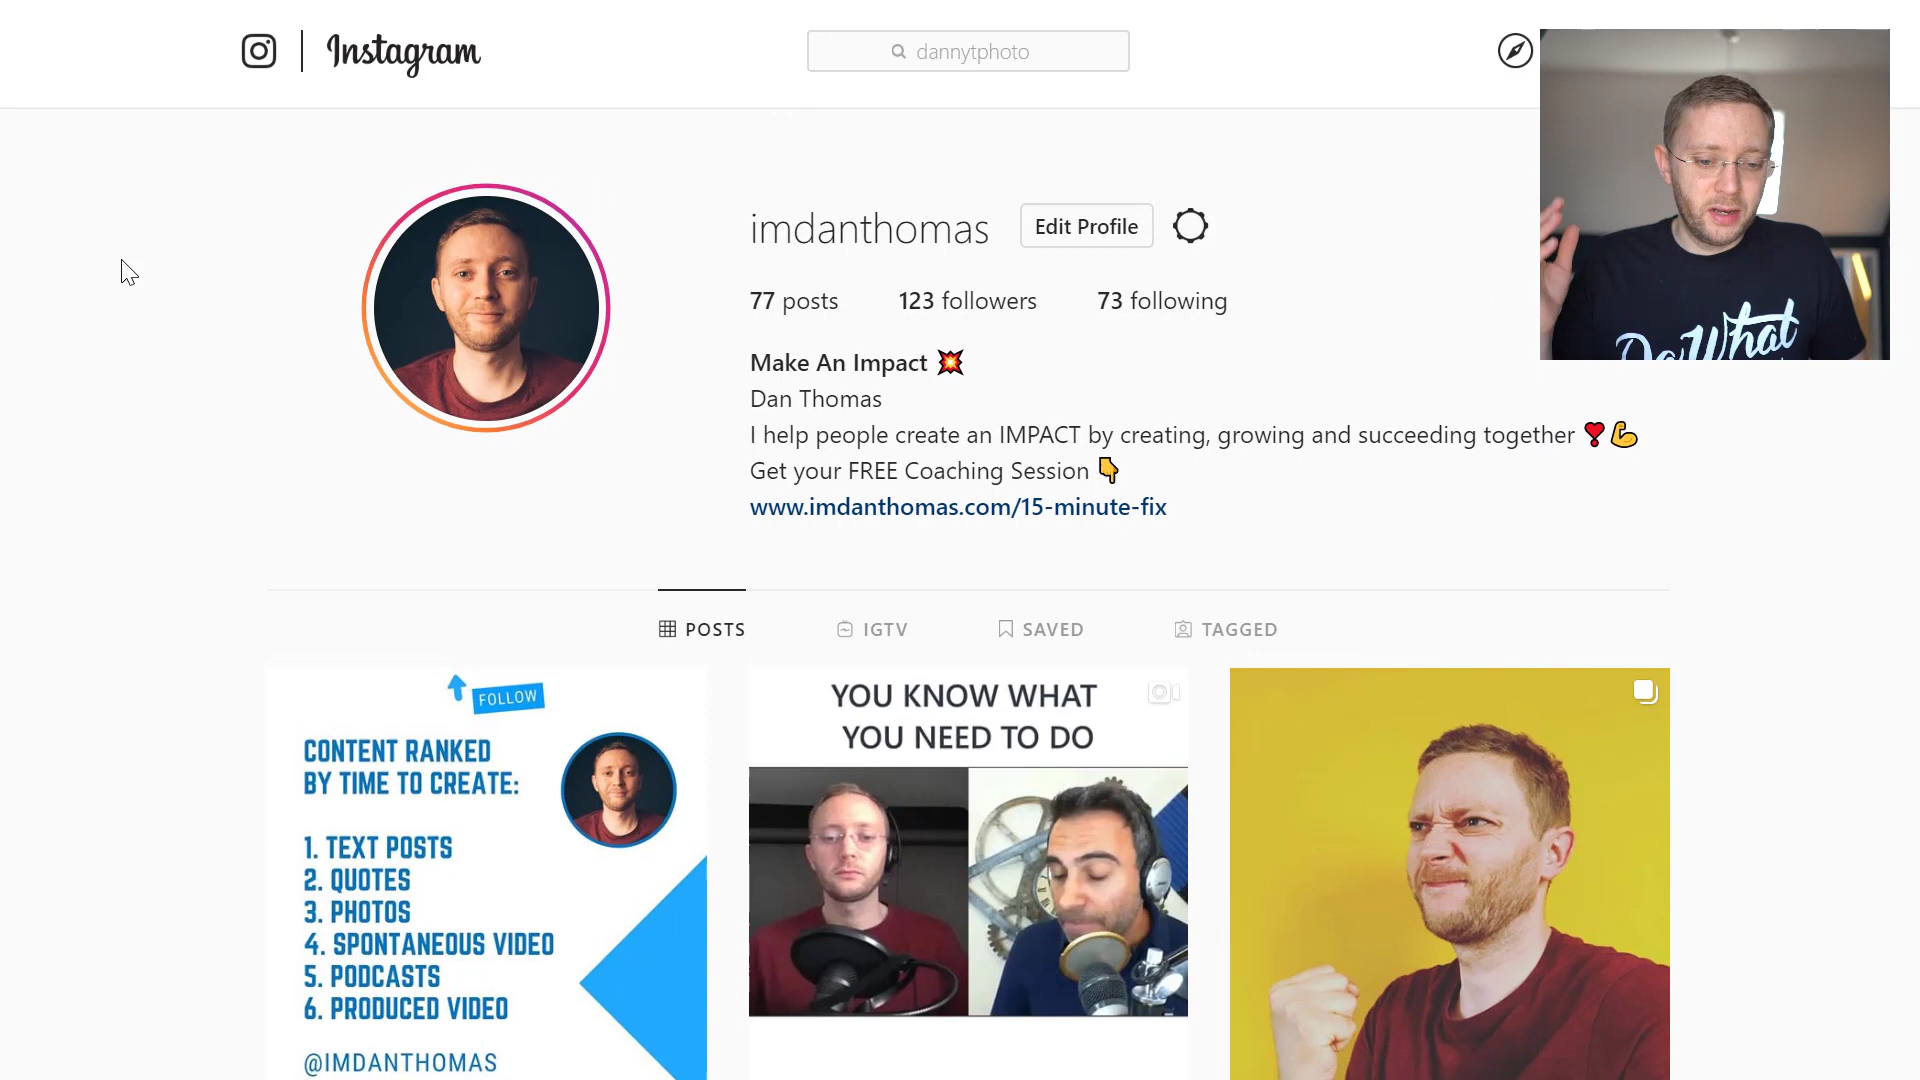 Instagram
dannytphoto
imdanthomas
Edit Profile
77 posts 123 followers 73 following
Make An Impact 💥
Dan Thomas
I help people create an IMPACT by creating, growing and succeeding together ❣💪
Get your FREE Coaching Session 👇
www.imdanthomas.com/15-minute-fix
POSTS IGTV SAVED TAGGED
FOLLOW
CONTENT RANKED
BY TIME TO CREATE:
1. TEXT POSTS
2. QUOTES
3. PHOTOS
4. SPONTANEOUS VIDEO
5. PODCASTS
6. PRODUCED VIDEO
@IMDANTHOMAS
YOU KNOW WHAT
YOU NEED TO DO
Do What